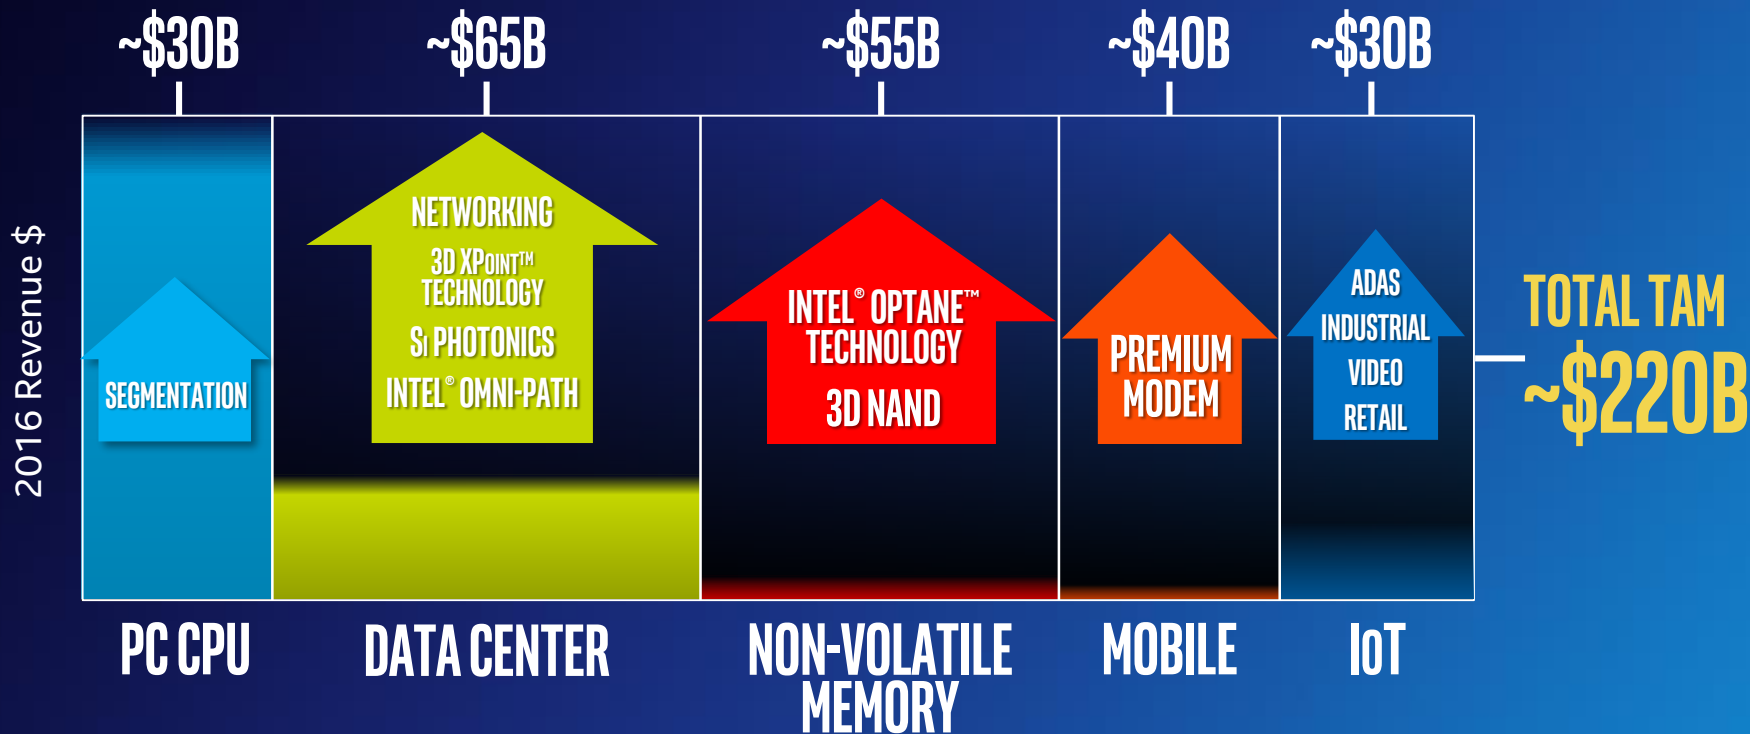 ~$30B
~$65B
~$55B
~$40B
~$30B
2016 Revenue $
SEGMENTATION
NETWORKING
3D XPOINT™
TECHNOLOGY
SI PHOTONICS
INTEL® OMNI-PATH
INTEL® OPTANE™
TECHNOLOGY
3D NAND
PREMIUM
MODEM
ADAS
INDUSTRIAL
VIDEO
RETAIL
TOTAL TAM
~$220B
PC CPU
DATA CENTER
NON-VOLATILE
MEMORY
MOBILE
IoT